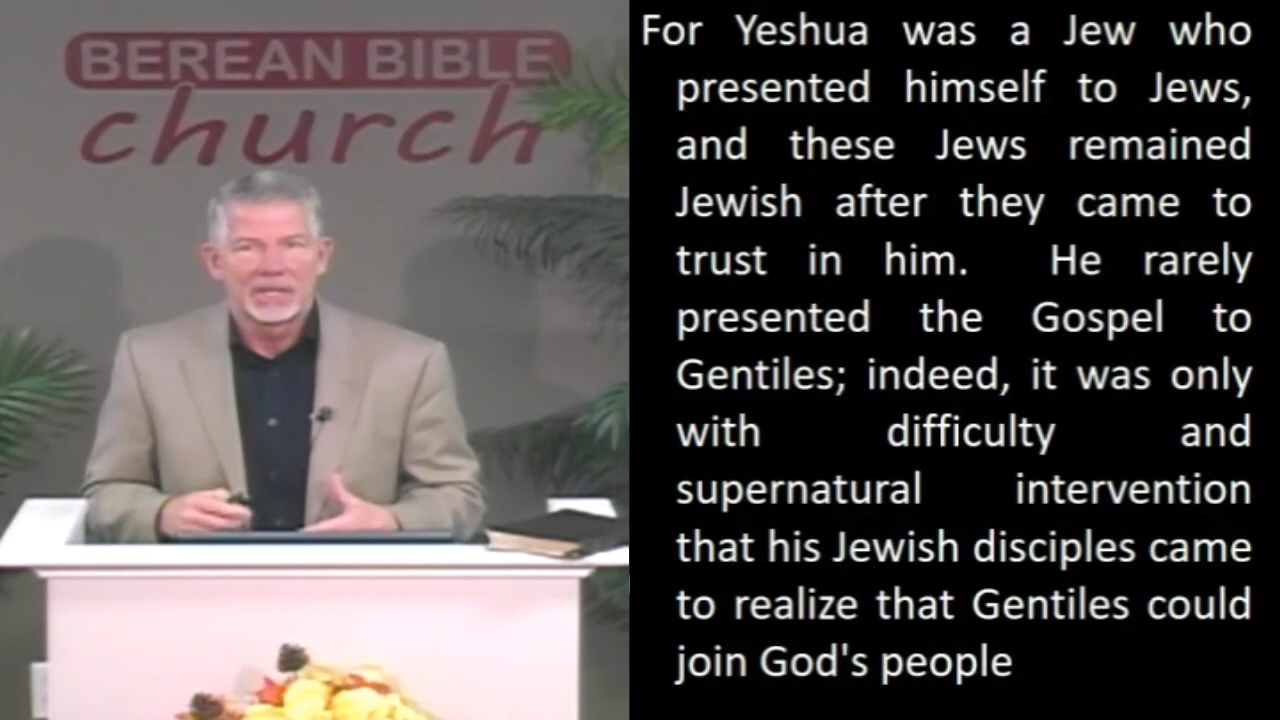 BEREAN BIBLE
church
For Yeshua was a Jew who
presented himself to Jews,
and these Jews remained
Jewish after they came to
trust in him. He rarely
presented the Gospel to
Gentiles; indeed, it was only
with difficulty and
supernatural intervention
that his Jewish disciples came
to realize that Gentiles could
join God's people